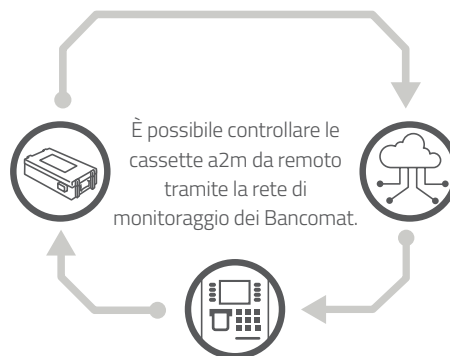 È possibile controllare le
cassette a2m da remoto
tramite la rete di
monitoraggio dei Bancomat.